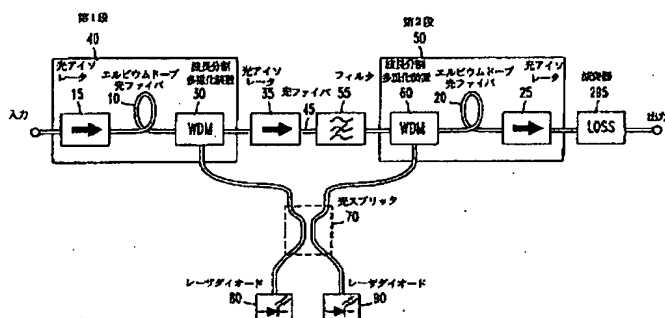 第1段
40
光アイソレータ
15
エルビウムドープ光ファイバ
10
波長分割多重化装置
30
WDM
光アイソレータ
35
光ファイバ
45
フィルタ
55
第2段
50
波長分割多重化装置
60
WDM
エルビウムドープ光ファイバ
20
光アイソレータ
25
減衰器
285
LOSS
入力
出力
光スプリッタ
70
レーザダイオード
80
レーザダイオード
90